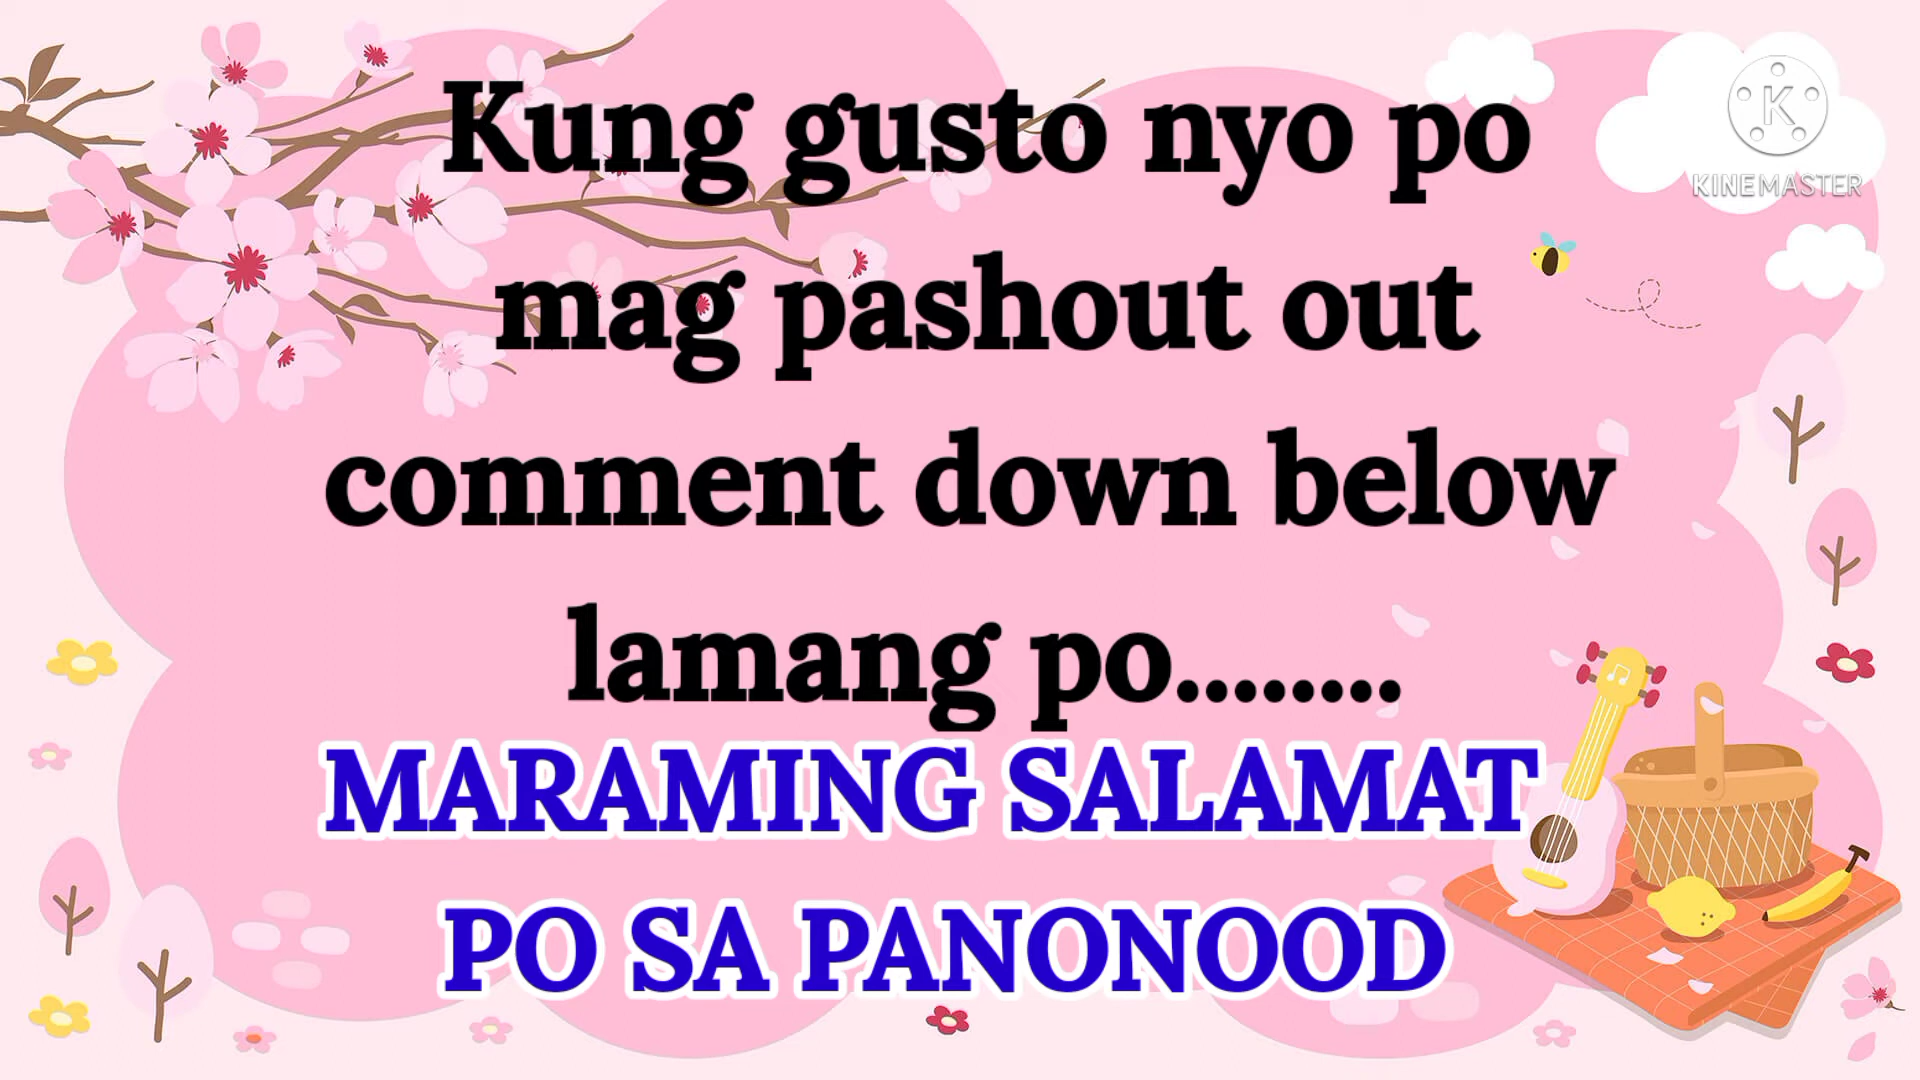 Kung gusto nyo po
mag pashout out
comment down below
lamang po........
MARAMING SALAMAT
PO SA PANONOOD
K
KINEMASTER